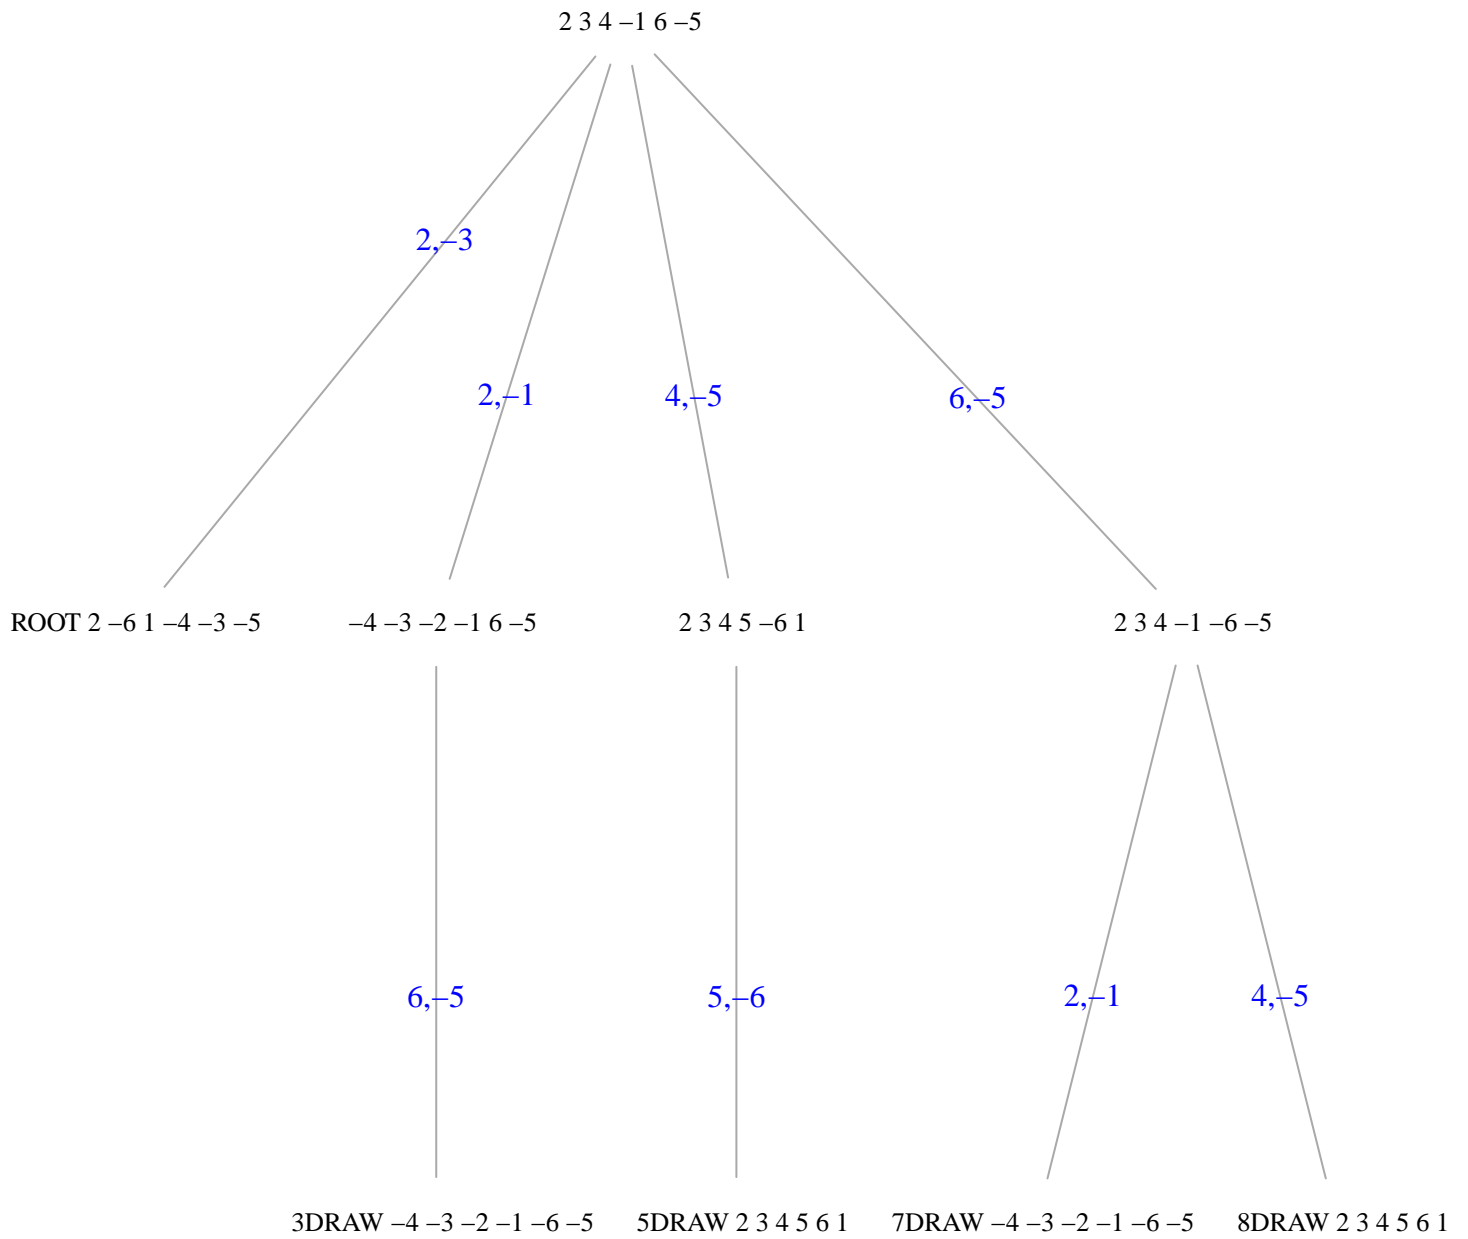 2 3 4 –1 6 –5
2,–3
2,–1
4,–5
6,–5
ROOT 2 –6 1 –4 –3 –5
–4 –3 –2 –1 6 –5
2 3 4 5 –6 1
2 3 4 –1 –6 –5
6,–5
5,–6
2,–1
4,–5
3DRAW –4 –3 –2 –1 –6 –5
5DRAW 2 3 4 5 6 1
7DRAW –4 –3 –2 –1 –6 –5
8DRAW 2 3 4 5 6 1